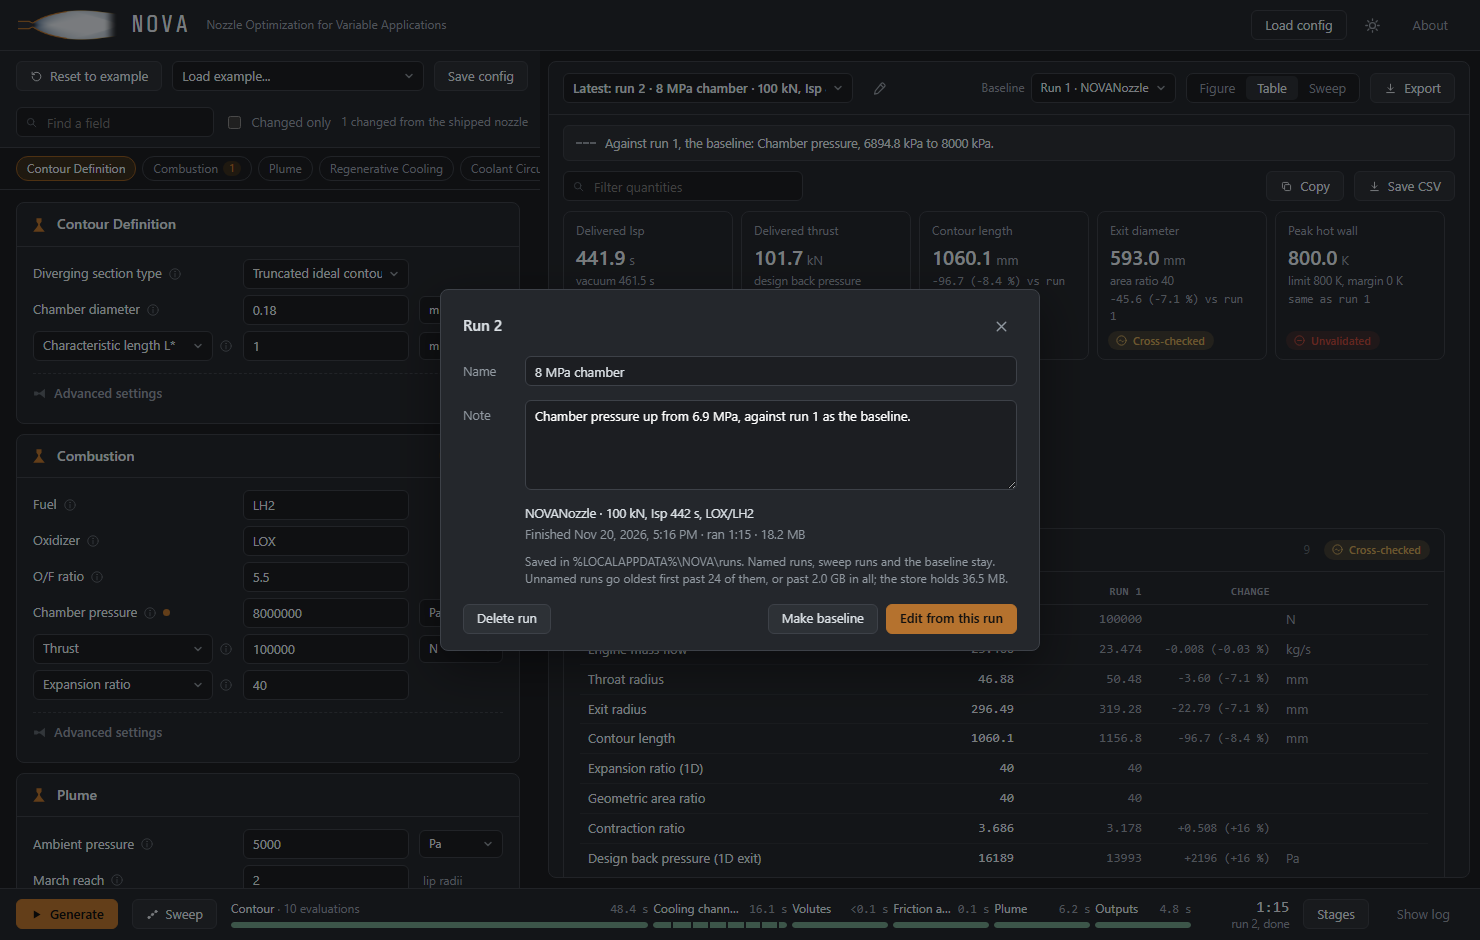 NOVA
Nozzle Optimization for Variable Applications
Load config
About
Reset to example
Load example...
Save config
Find a field
Changed only
1 changed from the shipped nozzle
Contour Definition
Combustion 1
Plume
Regenerative Cooling
Coolant Circu
Contour Definition
Diverging section type
Truncated ideal contou
Chamber diameter
0.18
m
Characteristic length L*
1
m
Advanced settings
Combustion
Fuel
LH2
Oxidizer
LOX
O/F ratio
5.5
Chamber pressure
8000000
Pa
Thrust
100000
N
Expansion ratio
40
Advanced settings
Plume
Ambient pressure
5000
Pa
March reach
2
lip radii
Latest: run 2 · 8 MPa chamber · 100 kN, Isp
Baseline
Run 1 · NOVANozzle
Figure
Table
Sweep
Export
Against run 1, the baseline: Chamber pressure, 6894.8 kPa to 8000 kPa.
Filter quantities
Copy
Save CSV
Delivered Isp
441.9 s
vacuum 461.5 s
Delivered thrust
101.7 kN
design back pressure
Contour length
1060.1 mm
-96.7 (-8.4 %) vs run
Exit diameter
593.0 mm
area ratio 40
-45.6 (-7.1 %) vs run
1
Cross-checked
Peak hot wall
800.0 K
limit 800 K, margin 0 K
same as run 1
Unvalidated
Run 2
Name
8 MPa chamber
Note
Chamber pressure up from 6.9 MPa, against run 1 as the baseline.
NOVANozzle · 100 kN, Isp 442 s, LOX/LH2
Finished Nov 20, 2026, 5:16 PM · ran 1:15 · 18.2 MB
Saved in %LOCALAPPDATA%\NOVA\runs. Named runs, sweep runs and the baseline stay.
Unnamed runs go oldest first past 24 of them, or past 2.0 GB in all; the store holds 36.5 MB.
Delete run
Make baseline
Edit from this run
9
Cross-checked
RUN 1
CHANGE
100000 N
23.474 -0.008 (-0.03 %) kg/s
Throat radius 46.88 50.48 -3.60 (-7.1 %) mm
Exit radius 296.49 319.28 -22.79 (-7.1 %) mm
Contour length 1060.1 1156.8 -96.7 (-8.4 %) mm
Expansion ratio (1D) 40 40
Geometric area ratio 40 40
Contraction ratio 3.686 3.178 +0.508 (+16 %)
Design back pressure (1D exit) 16189 13993 +2196 (+16 %) Pa
Generate
Sweep
Contour · 10 evaluations 48.4 s
Cooling chann... 16.1 s
Volutes <0.1 s
Friction a... 0.1 s
Plume 6.2 s
Outputs 4.8 s
1:15
run 2, done
Stages
Show log